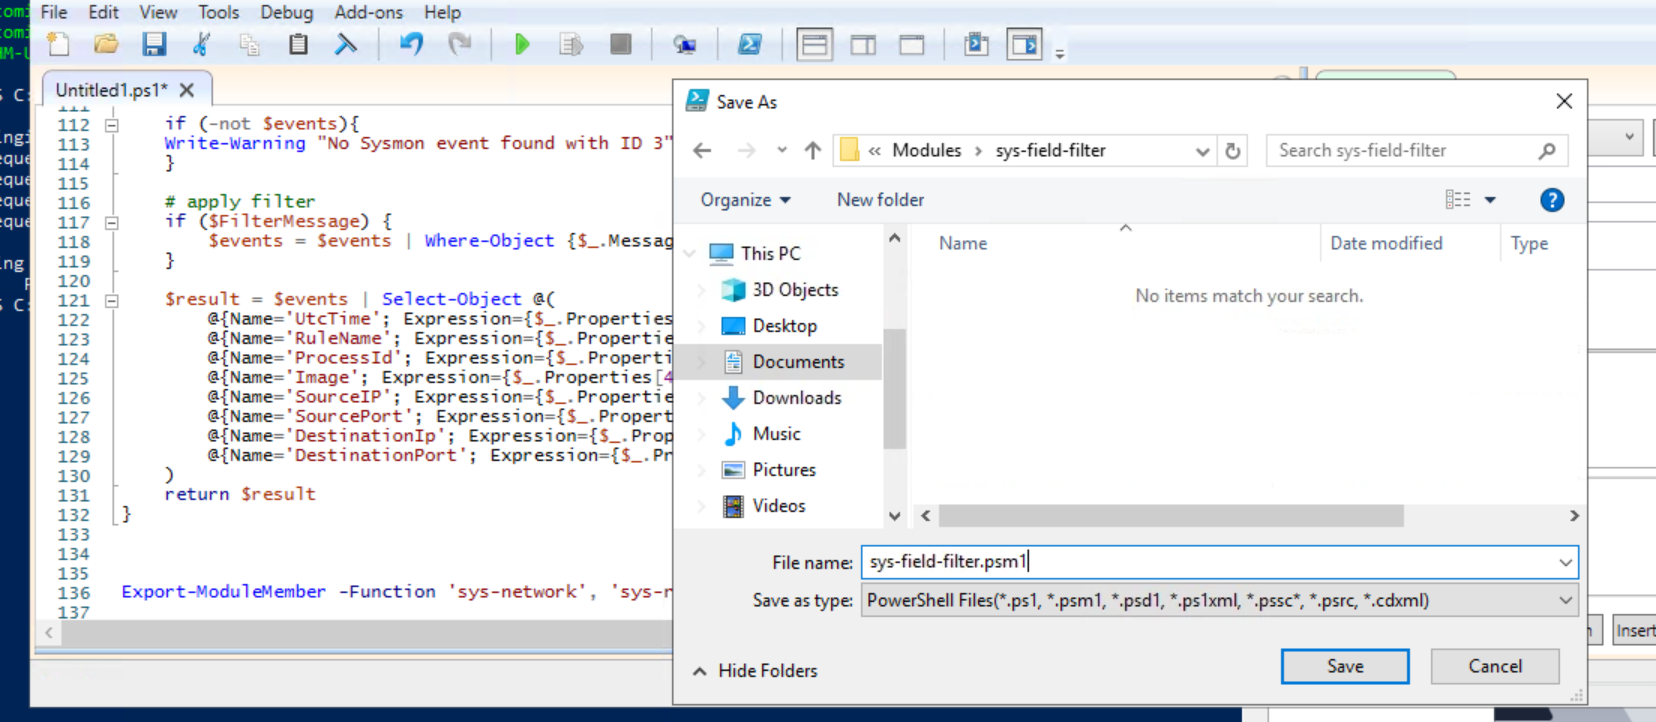 File Edit View Tools Debug Add-ons Help
Untitled1.ps1*
112 if (-not $events){
113 Write-Warning "No Sysmon event found with ID 3"
114 }
115
116 # apply filter
117 if ($FilterMessage) {
118 $events = $events | Where-Object {$_.Messag
119 }
120
121 $result = $events | Select-Object @(
122 @{Name='UtcTime'; Expression={$_.Properties
123 @{Name='RuleName'; Expression={$_.Propertie
124 @{Name='ProcessId'; Expression={$_.Properti
125 @{Name='Image'; Expression={$_.Properties[4
126 @{Name='SourceIP'; Expression={$_.Propertie
127 @{Name='SourcePort'; Expression={$_.Propert
128 @{Name='DestinationIp'; Expression={$_.Prop
129 @{Name='DestinationPort'; Expression={$_.Pr
130 )
131 return $result
132 }
133
134
135
136 Export-ModuleMember -Function 'sys-network', 'sys-r
137
Save As
« Modules › sys-field-filter
Search sys-field-filter
Organize New folder
This PC
3D Objects
Desktop
Documents
Downloads
Music
Pictures
Videos
Name Date modified Type
No items match your search.
File name: sys-field-filter.psm1
Save as type: PowerShell Files(*.ps1, *.psm1, *.psd1, *.ps1xml, *.pssc*, *.psrc, *.cdxml)
Hide Folders
Save Cancel
Insert